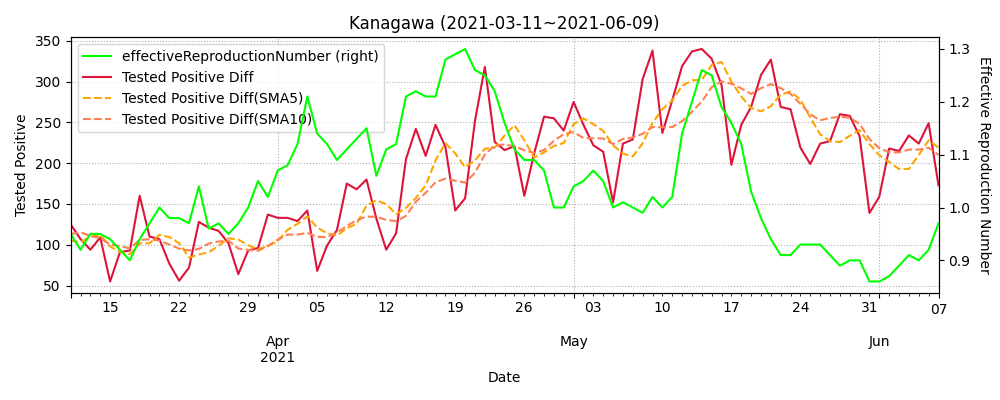 Kanagawa (2021-03-11~2021-06-09)
effectiveReproductionNumber (right)
Tested Positive Diff
Tested Positive Diff(SMA5)
Tested Positive Diff(SMA10)
Tested Positive
350
300
250
200
150
100
50
Effective Reproduction Number
1.3
1.2
1.1
1.0
0.9
15 22 29 05 12 19 26 03 10 17 24 31 07
Apr May Jun
2021
Date